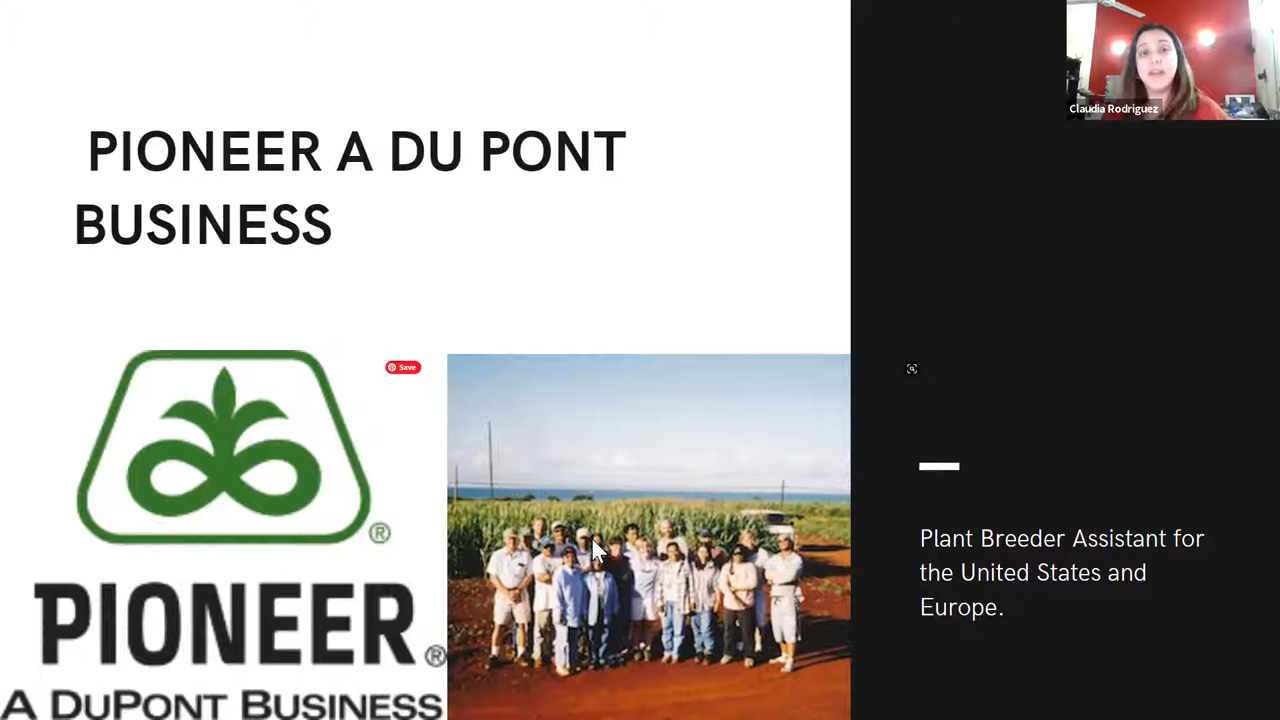 PIONEER A DU PONT
BUSINESS
Claudia Rodriguez
Save
PIONEER®
A DUPONT BUSINESS
Plant Breeder Assistant for
the United States and
Europe.